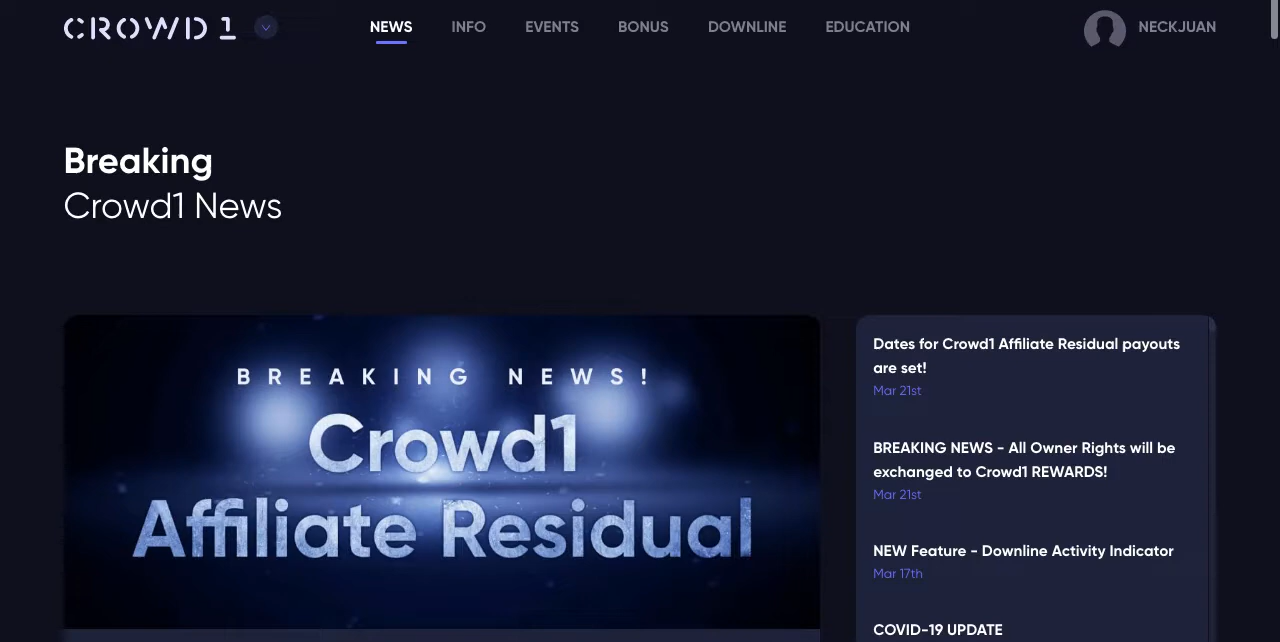 CROWD 1
NEWS
INFO
EVENTS
BONUS
DOWNLINE
EDUCATION
NECKJUAN
Breaking
Crowd1 News
BREAKING NEWS!
Crowd1
Affiliate Residual
Dates for Crowd1 Affiliate Residual payouts
are set!
Mar 21st
BREAKING NEWS - All Owner Rights will be
exchanged to Crowd1 REWARDS!
Mar 21st
NEW Feature - Downline Activity Indicator
Mar 17th
COVID-19 UPDATE